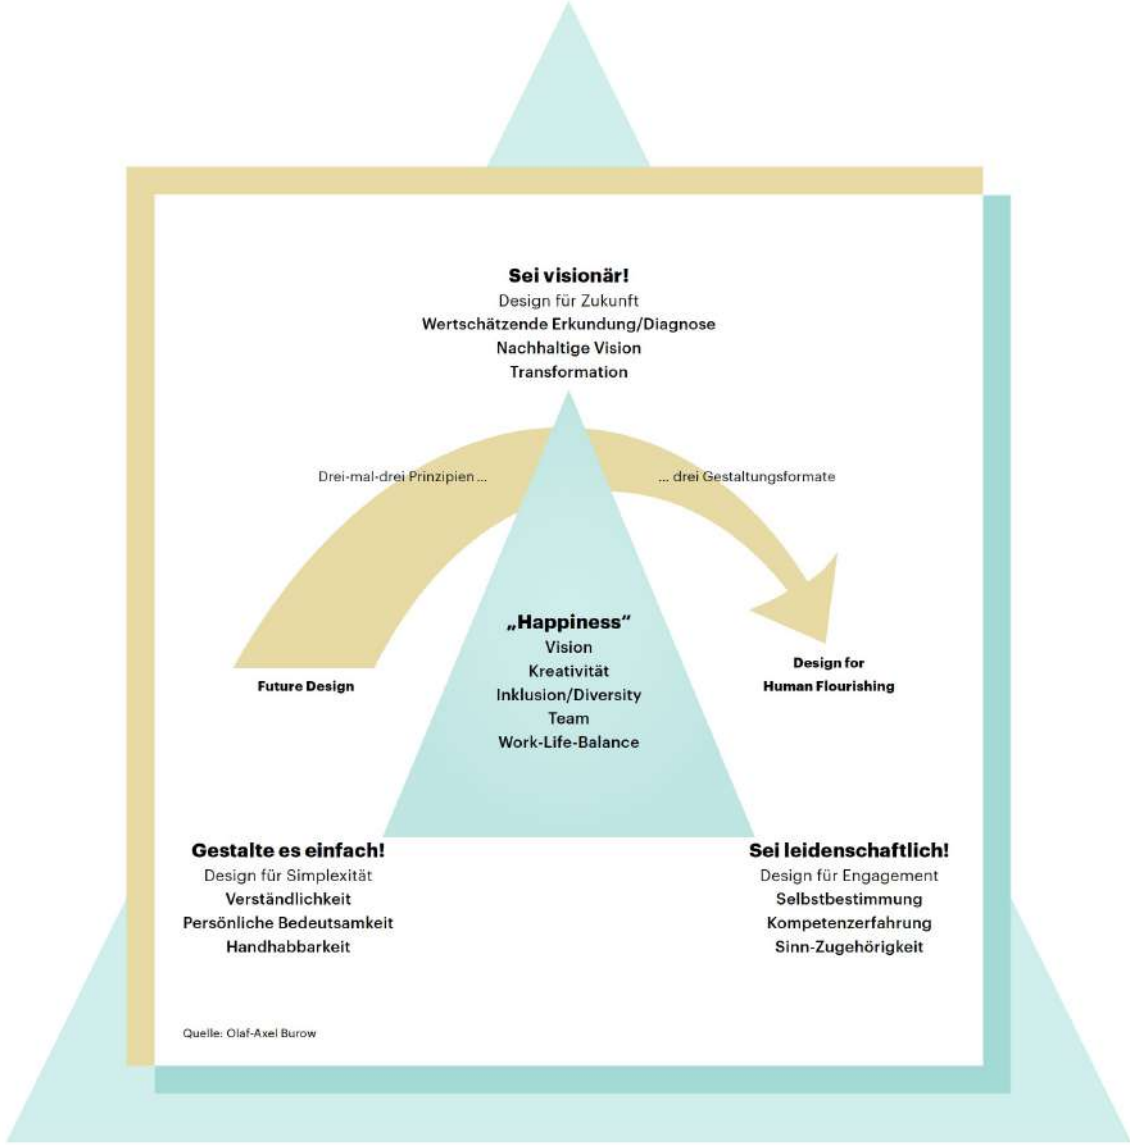 Sei visionär!
Design für Zukunft
Wertschätzende Erkundung/Diagnose
Nachhaltige Vision
Transformation
Drei-mal-drei Prinzipien ...
... drei Gestaltungsformate
„Happiness“
Vision
Kreativität
Inklusion/Diversity
Team
Work-Life-Balance
Future Design
Design for
Human Flourishing
Gestalte es einfach!
Design für Simplexität
Verständlichkeit
Persönliche Bedeutsamkeit
Handhabbarkeit
Sei leidenschaftlich!
Design für Engagement
Selbstbestimmung
Kompetenzerfahrung
Sinn-Zugehörigkeit
Quelle: Olaf-Axel Burow